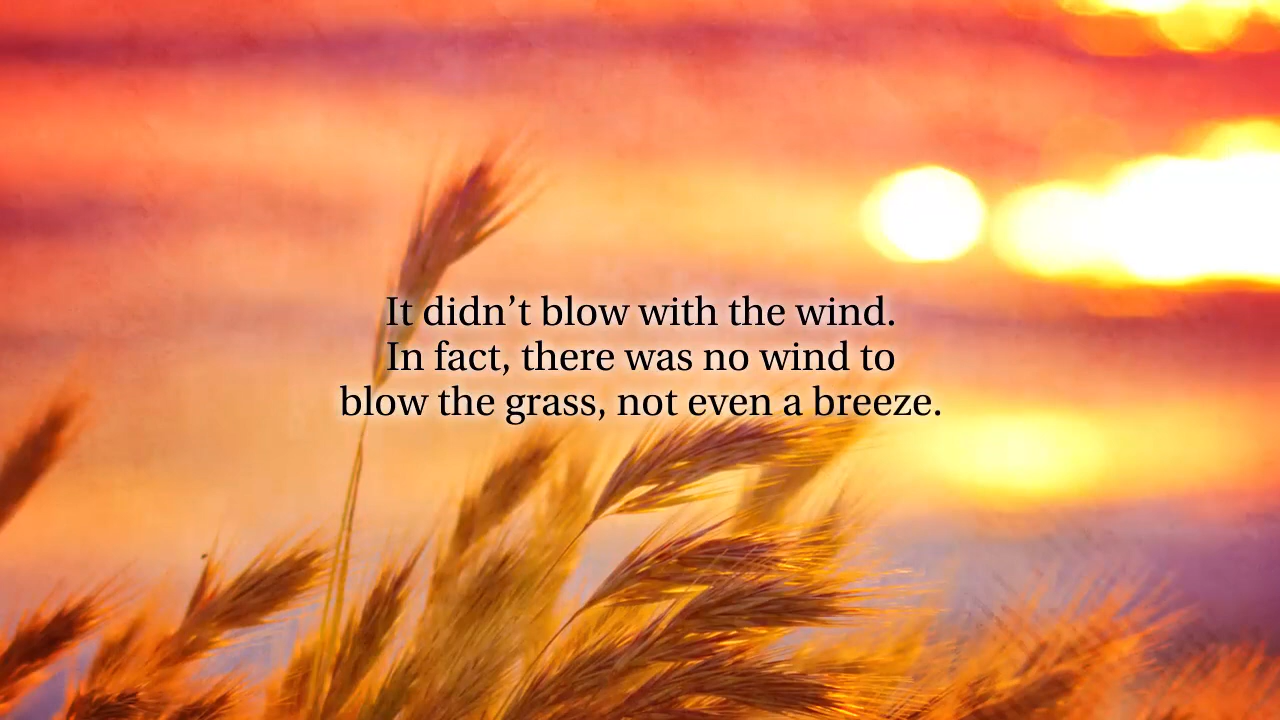 It didn’t blow with the wind.
In fact, there was no wind to
blow the grass, not even a breeze.